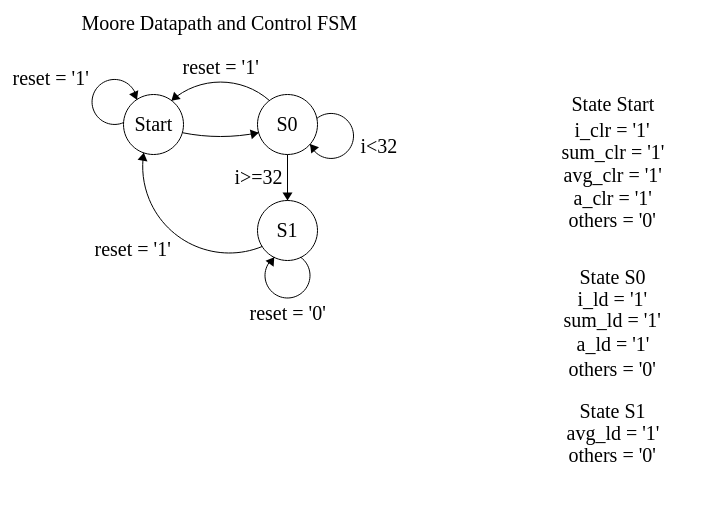 Moore Datapath and Control FSM
reset = '1'
reset = '1'
Start
S0
i<32
i>=32
S1
reset = '1'
reset = '0'
State Start
i_clr = '1'
sum_clr = '1'
avg_clr = '1'
a_clr = '1'
others = '0'
State S0
i_ld = '1'
sum_ld = '1'
a_ld = '1'
others = '0'
State S1
avg_ld = '1'
others = '0'